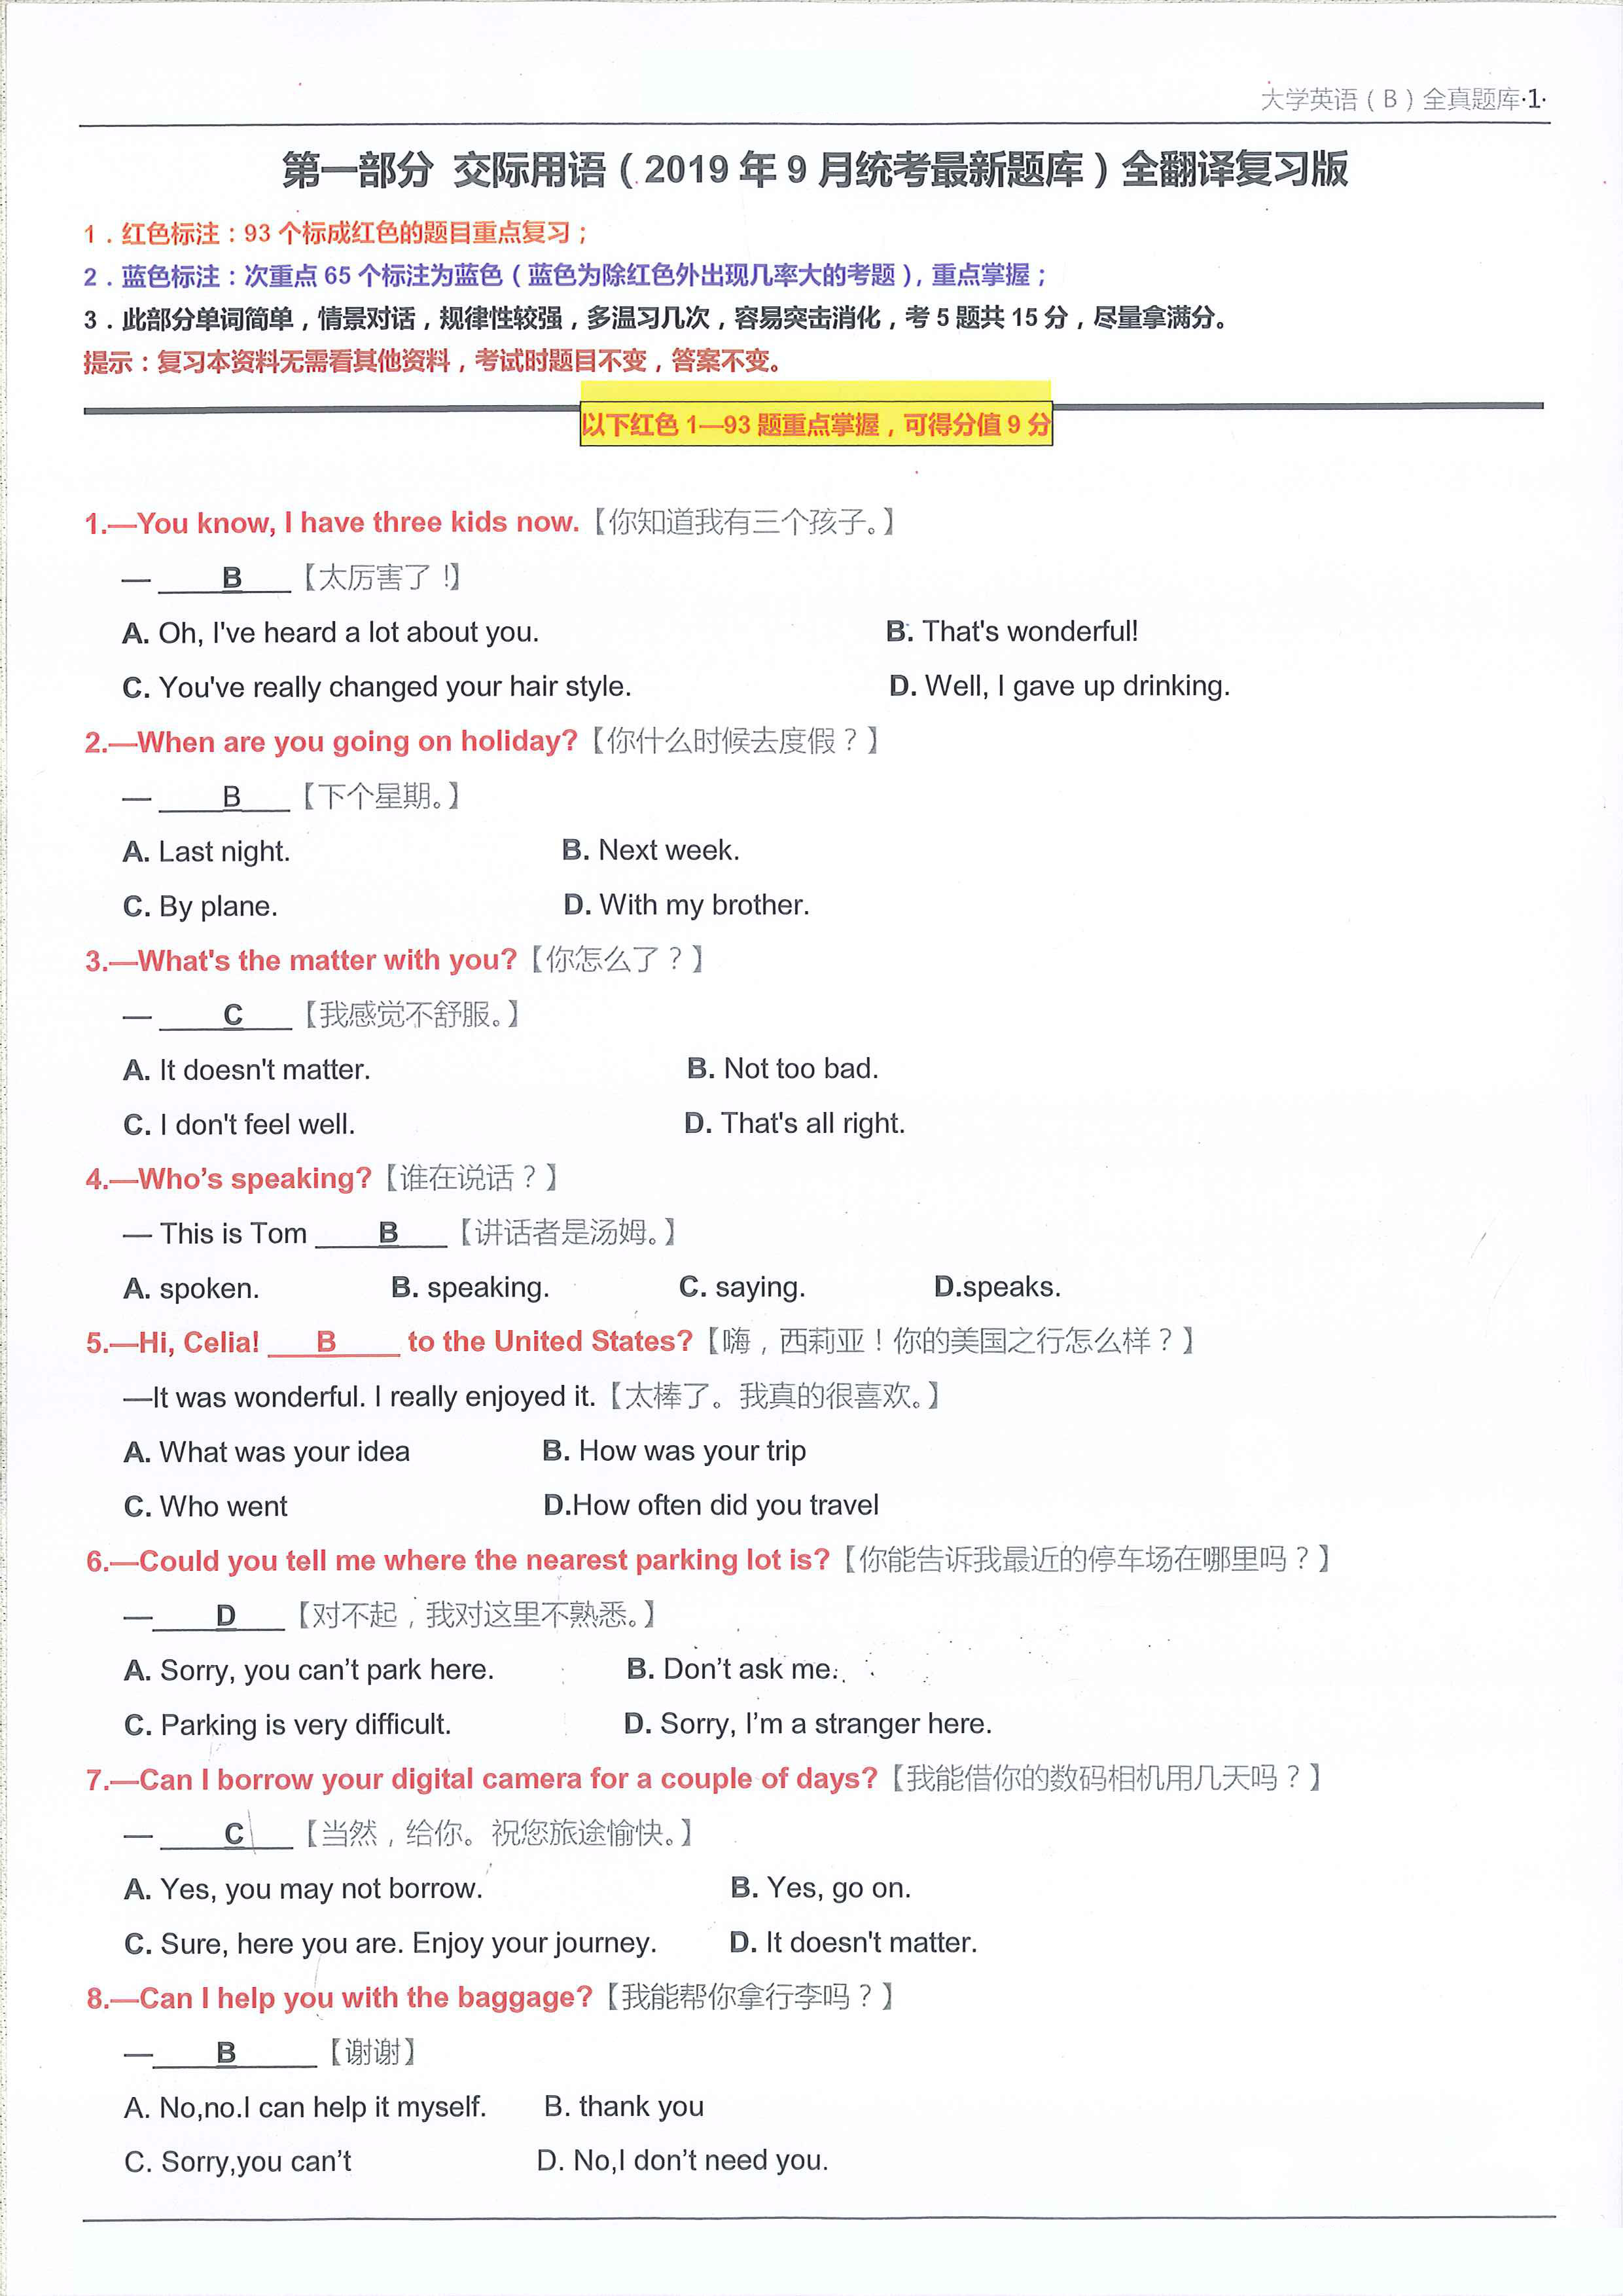 大学英语（B）全真题库·1·
第一部分 交际用语（2019 年 9 月统考最新题库）全翻译复习版
1．红色标注：93 个标成红色的题目重点复习；
2．蓝色标注：次重点 65 个标注为蓝色（蓝色为除红色外出现几率大的考题），重点掌握；
3．此部分单词简单，情景对话，规律性较强，多温习几次，容易突击消化，考 5 题共 15 分，尽量拿满分。
提示：复习本资料无需看其他资料，考试时题目不变，答案不变。
以下红色 1—93 题重点掌握，可得分值 9 分
1.—You know, I have three kids now.【你知道我有三个孩子。】
— B 【太厉害了！】
A. Oh, I've heard a lot about you. B. That's wonderful!
C. You've really changed your hair style. D. Well, I gave up drinking.
2.—When are you going on holiday?【你什么时候去度假？】
— B 【下个星期。】
A. Last night. B. Next week.
C. By plane. D. With my brother.
3.—What's the matter with you?【你怎么了？】
— C 【我感觉不舒服。】
A. It doesn't matter. B. Not too bad.
C. I don't feel well. D. That's all right.
4.—Who’s speaking?【谁在说话？】
— This is Tom B 【讲话者是汤姆。】
A. spoken. B. speaking. C. saying. D.speaks.
5.—Hi, Celia! B to the United States?【嗨，西莉亚！你的美国之行怎么样？】
—It was wonderful. I really enjoyed it.【太棒了。我真的很喜欢。】
A. What was your idea B. How was your trip
C. Who went D.How often did you travel
6.—Could you tell me where the nearest parking lot is?【你能告诉我最近的停车场在哪里吗？】
— D 【对不起，我对这里不熟悉。】
A. Sorry, you can’t park here. B. Don’t ask me.
C. Parking is very difficult. D. Sorry, I’m a stranger here.
7.—Can I borrow your digital camera for a couple of days?【我能借你的数码相机用几天吗？】
— C 【当然，给你。祝您旅途愉快。】
A. Yes, you may not borrow. B. Yes, go on.
C. Sure, here you are. Enjoy your journey. D. It doesn't matter.
8.—Can I help you with the baggage?【我能帮你拿行李吗？】
— B 【谢谢】
A. No,no.I can help it myself. B. thank you
C. Sorry,you can’t D. No,I don’t need you.